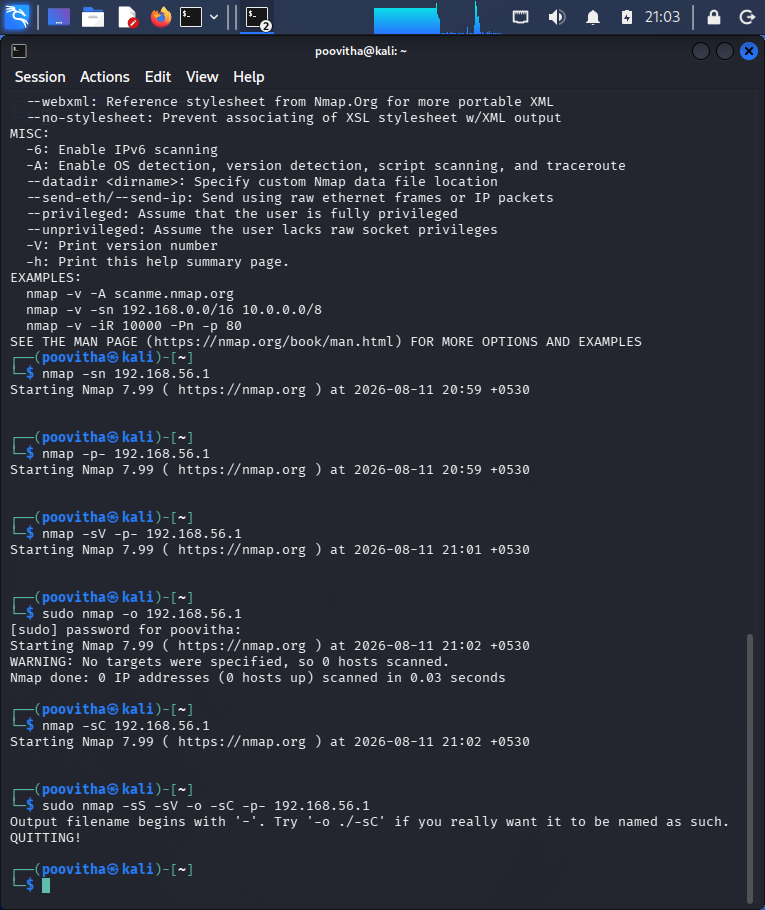 2
21:03
poovitha@kali: ~
Session Actions Edit View Help
--webxml: Reference stylesheet from Nmap.Org for more portable XML
--no-stylesheet: Prevent associating of XSL stylesheet w/XML output
MISC:
-6: Enable IPv6 scanning
-A: Enable OS detection, version detection, script scanning, and traceroute
--datadir <dirname>: Specify custom Nmap data file location
--send-eth/--send-ip: Send using raw ethernet frames or IP packets
--privileged: Assume that the user is fully privileged
--unprivileged: Assume the user lacks raw socket privileges
-V: Print version number
-h: Print this help summary page.
EXAMPLES:
nmap -v -A scanme.nmap.org
nmap -v -sn 192.168.0.0/16 10.0.0.0/8
nmap -v -iR 10000 -Pn -p 80
SEE THE MAN PAGE (https://nmap.org/book/man.html) FOR MORE OPTIONS AND EXAMPLES
┌──(poovitha㉿kali)-[~]
└─$ nmap -sn 192.168.56.1
Starting Nmap 7.99 ( https://nmap.org ) at 2026-08-11 20:59 +0530
┌──(poovitha㉿kali)-[~]
└─$ nmap -p- 192.168.56.1
Starting Nmap 7.99 ( https://nmap.org ) at 2026-08-11 20:59 +0530
┌──(poovitha㉿kali)-[~]
└─$ nmap -sV -p- 192.168.56.1
Starting Nmap 7.99 ( https://nmap.org ) at 2026-08-11 21:01 +0530
┌──(poovitha㉿kali)-[~]
└─$ sudo nmap -o 192.168.56.1
[sudo] password for poovitha:
Starting Nmap 7.99 ( https://nmap.org ) at 2026-08-11 21:02 +0530
WARNING: No targets were specified, so 0 hosts scanned.
Nmap done: 0 IP addresses (0 hosts up) scanned in 0.03 seconds
┌──(poovitha㉿kali)-[~]
└─$ nmap -sC 192.168.56.1
Starting Nmap 7.99 ( https://nmap.org ) at 2026-08-11 21:02 +0530
┌──(poovitha㉿kali)-[~]
└─$ sudo nmap -sS -sV -o -sC -p- 192.168.56.1
Output filename begins with '-'. Try '-o ./-sC' if you really want it to be named as such.
QUITTING!
┌──(poovitha㉿kali)-[~]
└─$